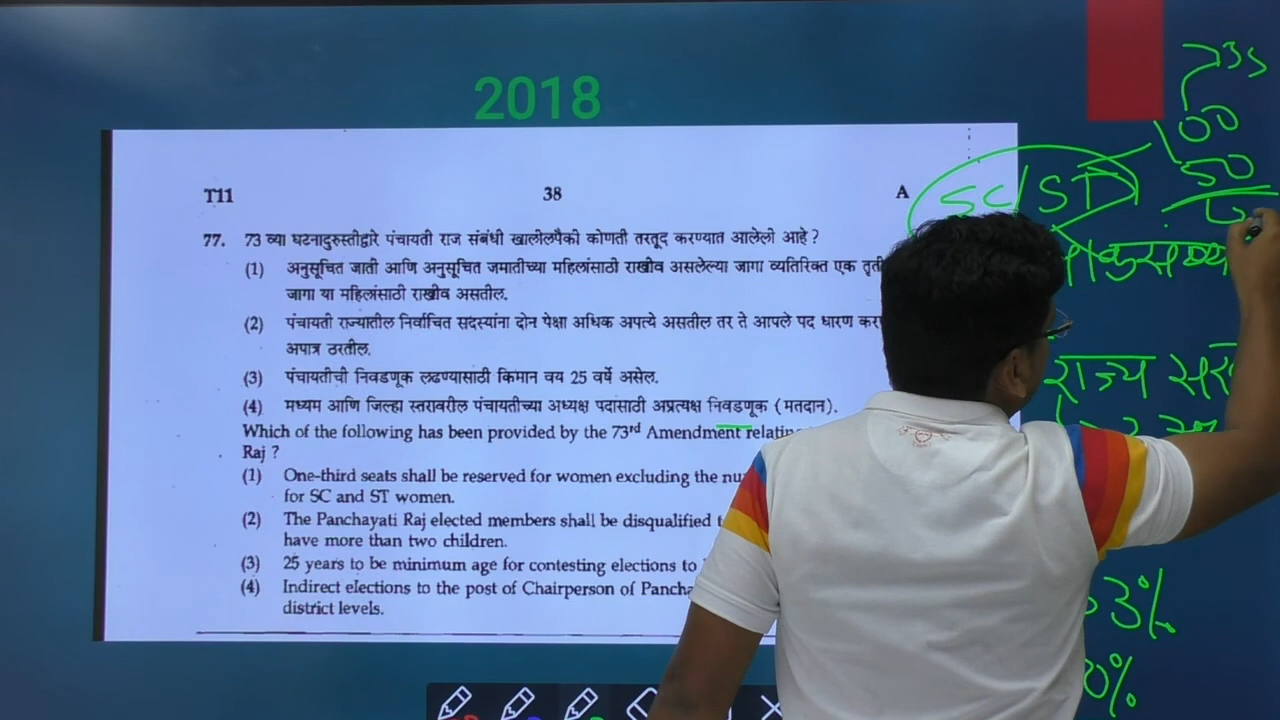 2018
T11 38 A
77. 73 व्या घटनादुरुस्तीद्वारे पंचायती राज संबंधी खालीलपैकी कोणती तरतूद करण्यात आलेली आहे ?
(1) अनुसूचित जाती आणि अनुसूचित जमातीच्या महिलांसाठी राखीव असलेल्या जागा व्यतिरिक्त एक
जागा या महिलांसाठी राखीव असतील.
(2) पंचायती राज्यातील निर्वाचित सदस्यांना दोन पेक्षा अधिक अपत्ये असतील तर ते आपले पद धारण
अपात्र ठरतील.
(3) पंचायतीची निवडणूक लढण्यासाठी किमान वय 25 वर्षे असेल.
(4) मध्यम आणि जिल्हा स्तरावरील पंचायतीच्या अध्यक्ष पदासाठी अप्रत्यक्ष निवडणूक (मतदान).
Which of the following has been provided by the 73rd Amendment
Raj ?
(1) One-third seats shall be reserved for women excluding the
for SC and ST women.
(2) The Panchayati Raj elected members shall be disqualified
have more than two children.
(3) 25 years to be minimum age for contesting elections to
(4) Indirect elections to the post of Chairperson of
district levels.
100
50
SC/ST
राज्य